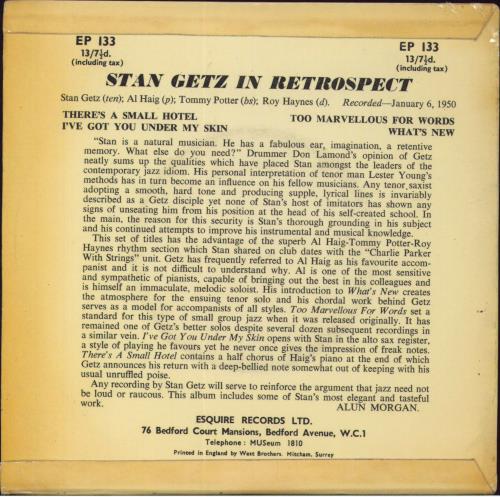 EP 133
13/7½d.
(including tax)
EP 133
13/7½d.
(including tax)
STAN GETZ IN RETROSPECT
Stan Getz (ten); Al Haig (p); Tommy Potter (bs); Roy Haynes (d). Recorded—January 6, 1950
THERE'S A SMALL HOTEL
I'VE GOT YOU UNDER MY SKIN
TOO MARVELLOUS FOR WORDS
WHAT'S NEW
"Stan is a natural musician. He has a fabulous ear, imagination, a retentive
memory. What else do you need?" Drummer Don Lamond's opinion of Getz
neatly sums up the qualities which have placed Stan amongst the leaders of the
contemporary jazz idiom. His personal interpretation of tenor man Lester Young's
methods has in turn become an influence on his fellow musicians. Any tenor saxist
adopting a smooth, hard tone and producing supple, lyrical lines is invariably
described as a Getz disciple yet none of Stan's host of imitators has shown any
signs of unseating him from his position at the head of his self-created school. In
the main, the reason for this security is Stan's thorough grounding in his subject
and his continued attempts to improve his instrumental and musical knowledge.
This set of titles has the advantage of the superb Al Haig-Tommy Potter-Roy
Haynes rhythm section which Stan shared on club dates with the "Charlie Parker
With Strings" unit. Getz has frequently referred to Al Haig as his favourite accom-
panist and it is not difficult to understand why. Al is one of the most sensitive
and sympathetic of pianists, capable of bringing out the best in his colleagues and
is himself an immaculate, melodic soloist. His introduction to What's New creates
the atmosphere for the ensuing tenor solo and his chordal work behind Getz
serves as a model for accompanists of all styles. Too Marvellous For Words set a
standard for this type of small group jazz when it was released originally. It has
remained one of Getz's better solos despite several dozen subsequent recordings in
a similar vein. I've Got You Under My Skin opens with Stan in the alto sax register,
a style of playing he favours yet he never once gives the impression of freak notes.
There's A Small Hotel contains a half chorus of Haig's piano at the end of which
Getz announces his return with a deep-bellied note somewhat out of keeping with his
usual unruffled poise.
Any recording by Stan Getz will serve to reinforce the argument that jazz need not
be loud or raucous. This album includes some of Stan's most elegant and tasteful
work.
ALUN MORGAN.
ESQUIRE RECORDS LTD.
76 Bedford Court Mansions, Bedford Avenue, W.C.1
Telephone: MUSeum 1810
Printed in England by West Brothers, Mitcham, Surrey